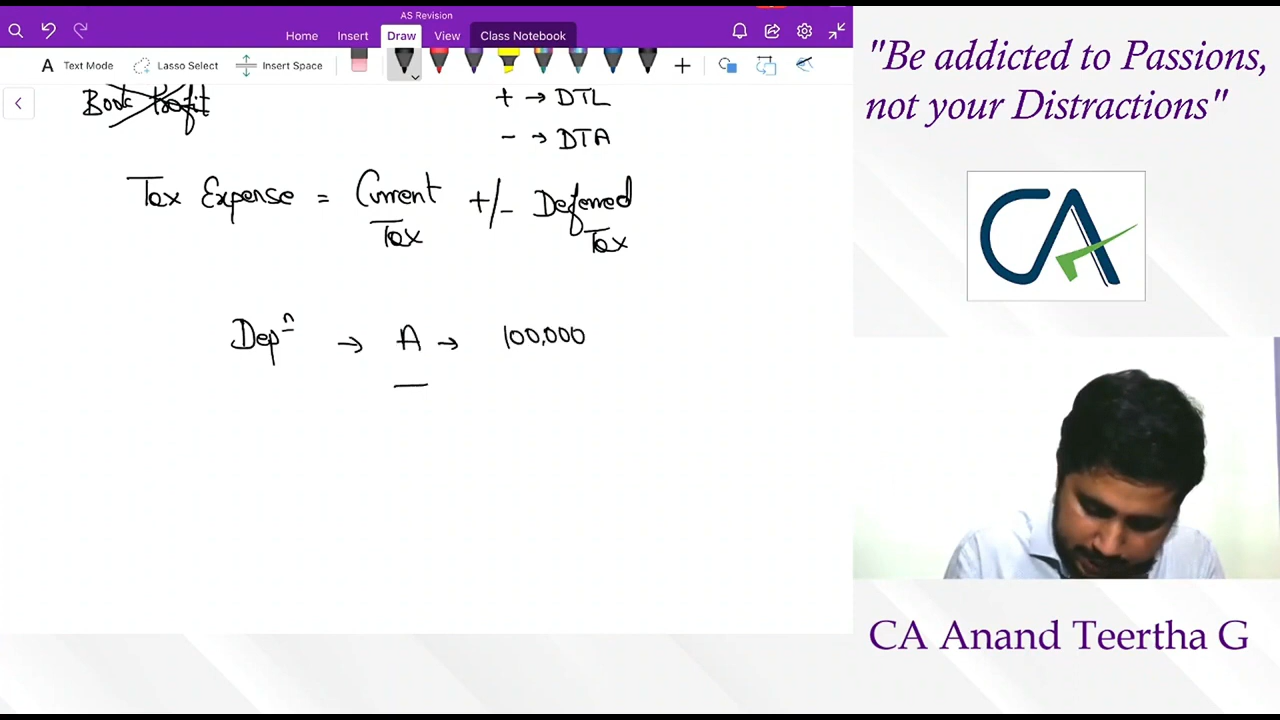 AS Revision
Home Insert Draw View Class Notebook
A Text Mode Lasso Select Insert Space
Book Profit
+ → DTL
- → DTA
Tax Expense = Current Tax +/- Deferred Tax
Depⁿ → A → 100,000
"Be addicted to Passions,
not your Distractions"
CA
CA Anand Teertha G